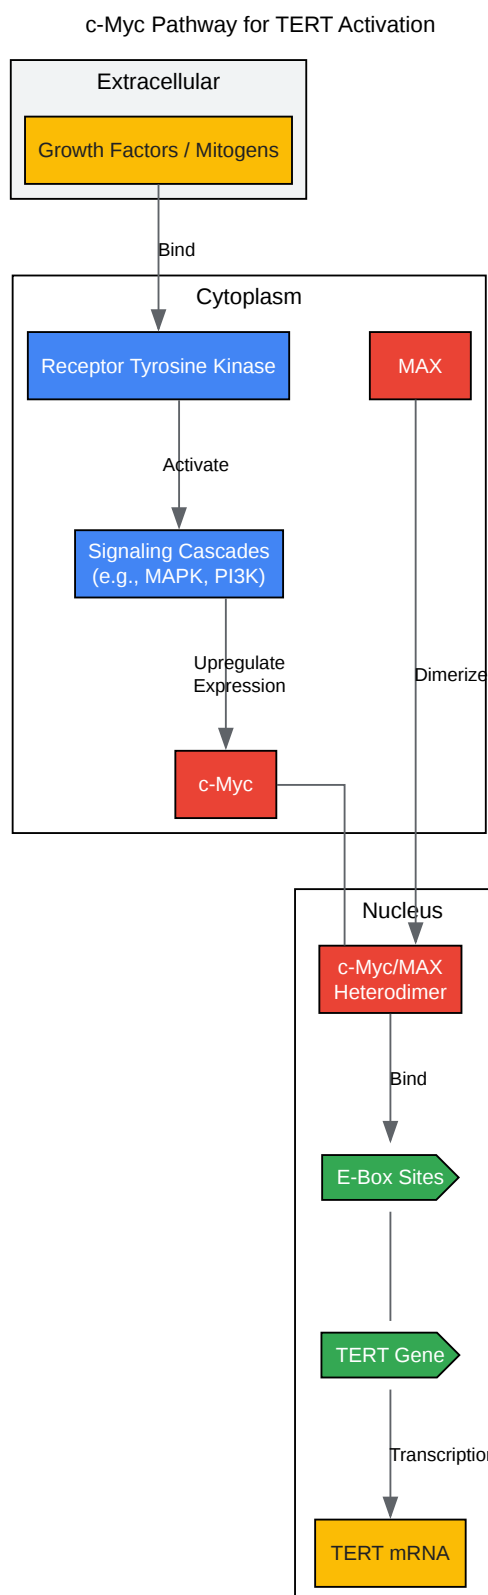 c-Myc Pathway for TERT Activation
Extracellular
Growth Factors / Mitogens
Bind
Cytoplasm
Receptor Tyrosine Kinase
MAX
Activate
Signaling Cascades
(e.g., MAPK, PI3K)
Upregulate
Expression
Dimerize
c-Myc
Nucleus
c-Myc/MAX
Heterodimer
Bind
E-Box Sites
TERT Gene
Transcription
TERT mRNA